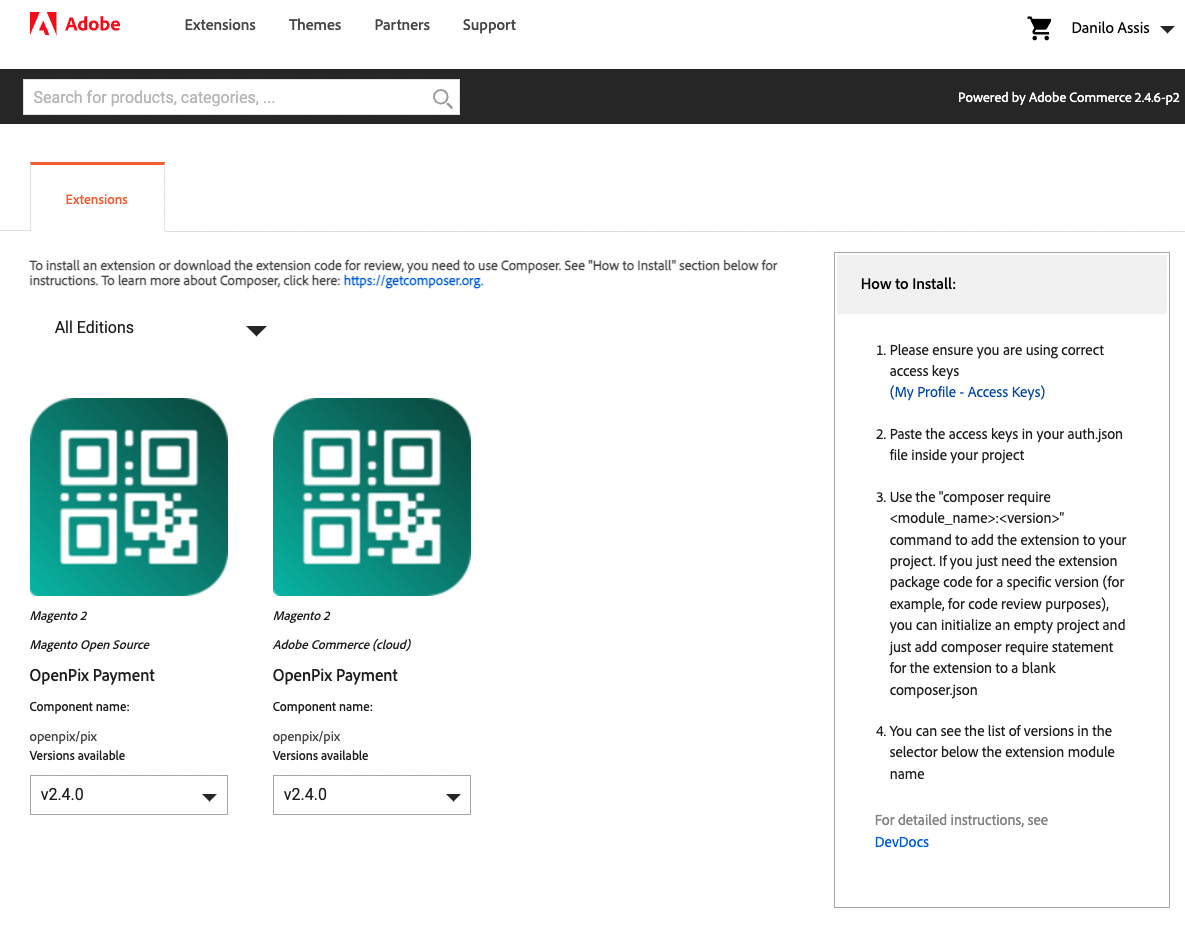 Adobe
Extensions
Themes
Partners
Support
Danilo Assis
Search for products, categories, ...
Powered by Adobe Commerce 2.4.6-p2
Extensions
To install an extension or download the extension code for review, you need to use Composer. See "How to Install" section below for
instructions. To learn more about Composer, click here: https://getcomposer.org.
All Editions
Magento 2
Magento Open Source
OpenPix Payment
Component name:
openpix/pix
Versions available
v2.4.0
Magento 2
Adobe Commerce (cloud)
OpenPix Payment
Component name:
openpix/pix
Versions available
v2.4.0
How to Install:
1. Please ensure you are using correct
access keys
(My Profile - Access Keys)
2. Paste the access keys in your auth.json
file inside your project
3. Use the "composer require
<module_name>:<version>"
command to add the extension to your
project. If you just need the extension
package code for a specific version (for
example, for code review purposes),
you can initialize an empty project and
just add composer require statement
for the extension to a blank
composer.json
4. You can see the list of versions in the
selector below the extension module
name
For detailed instructions, see
DevDocs